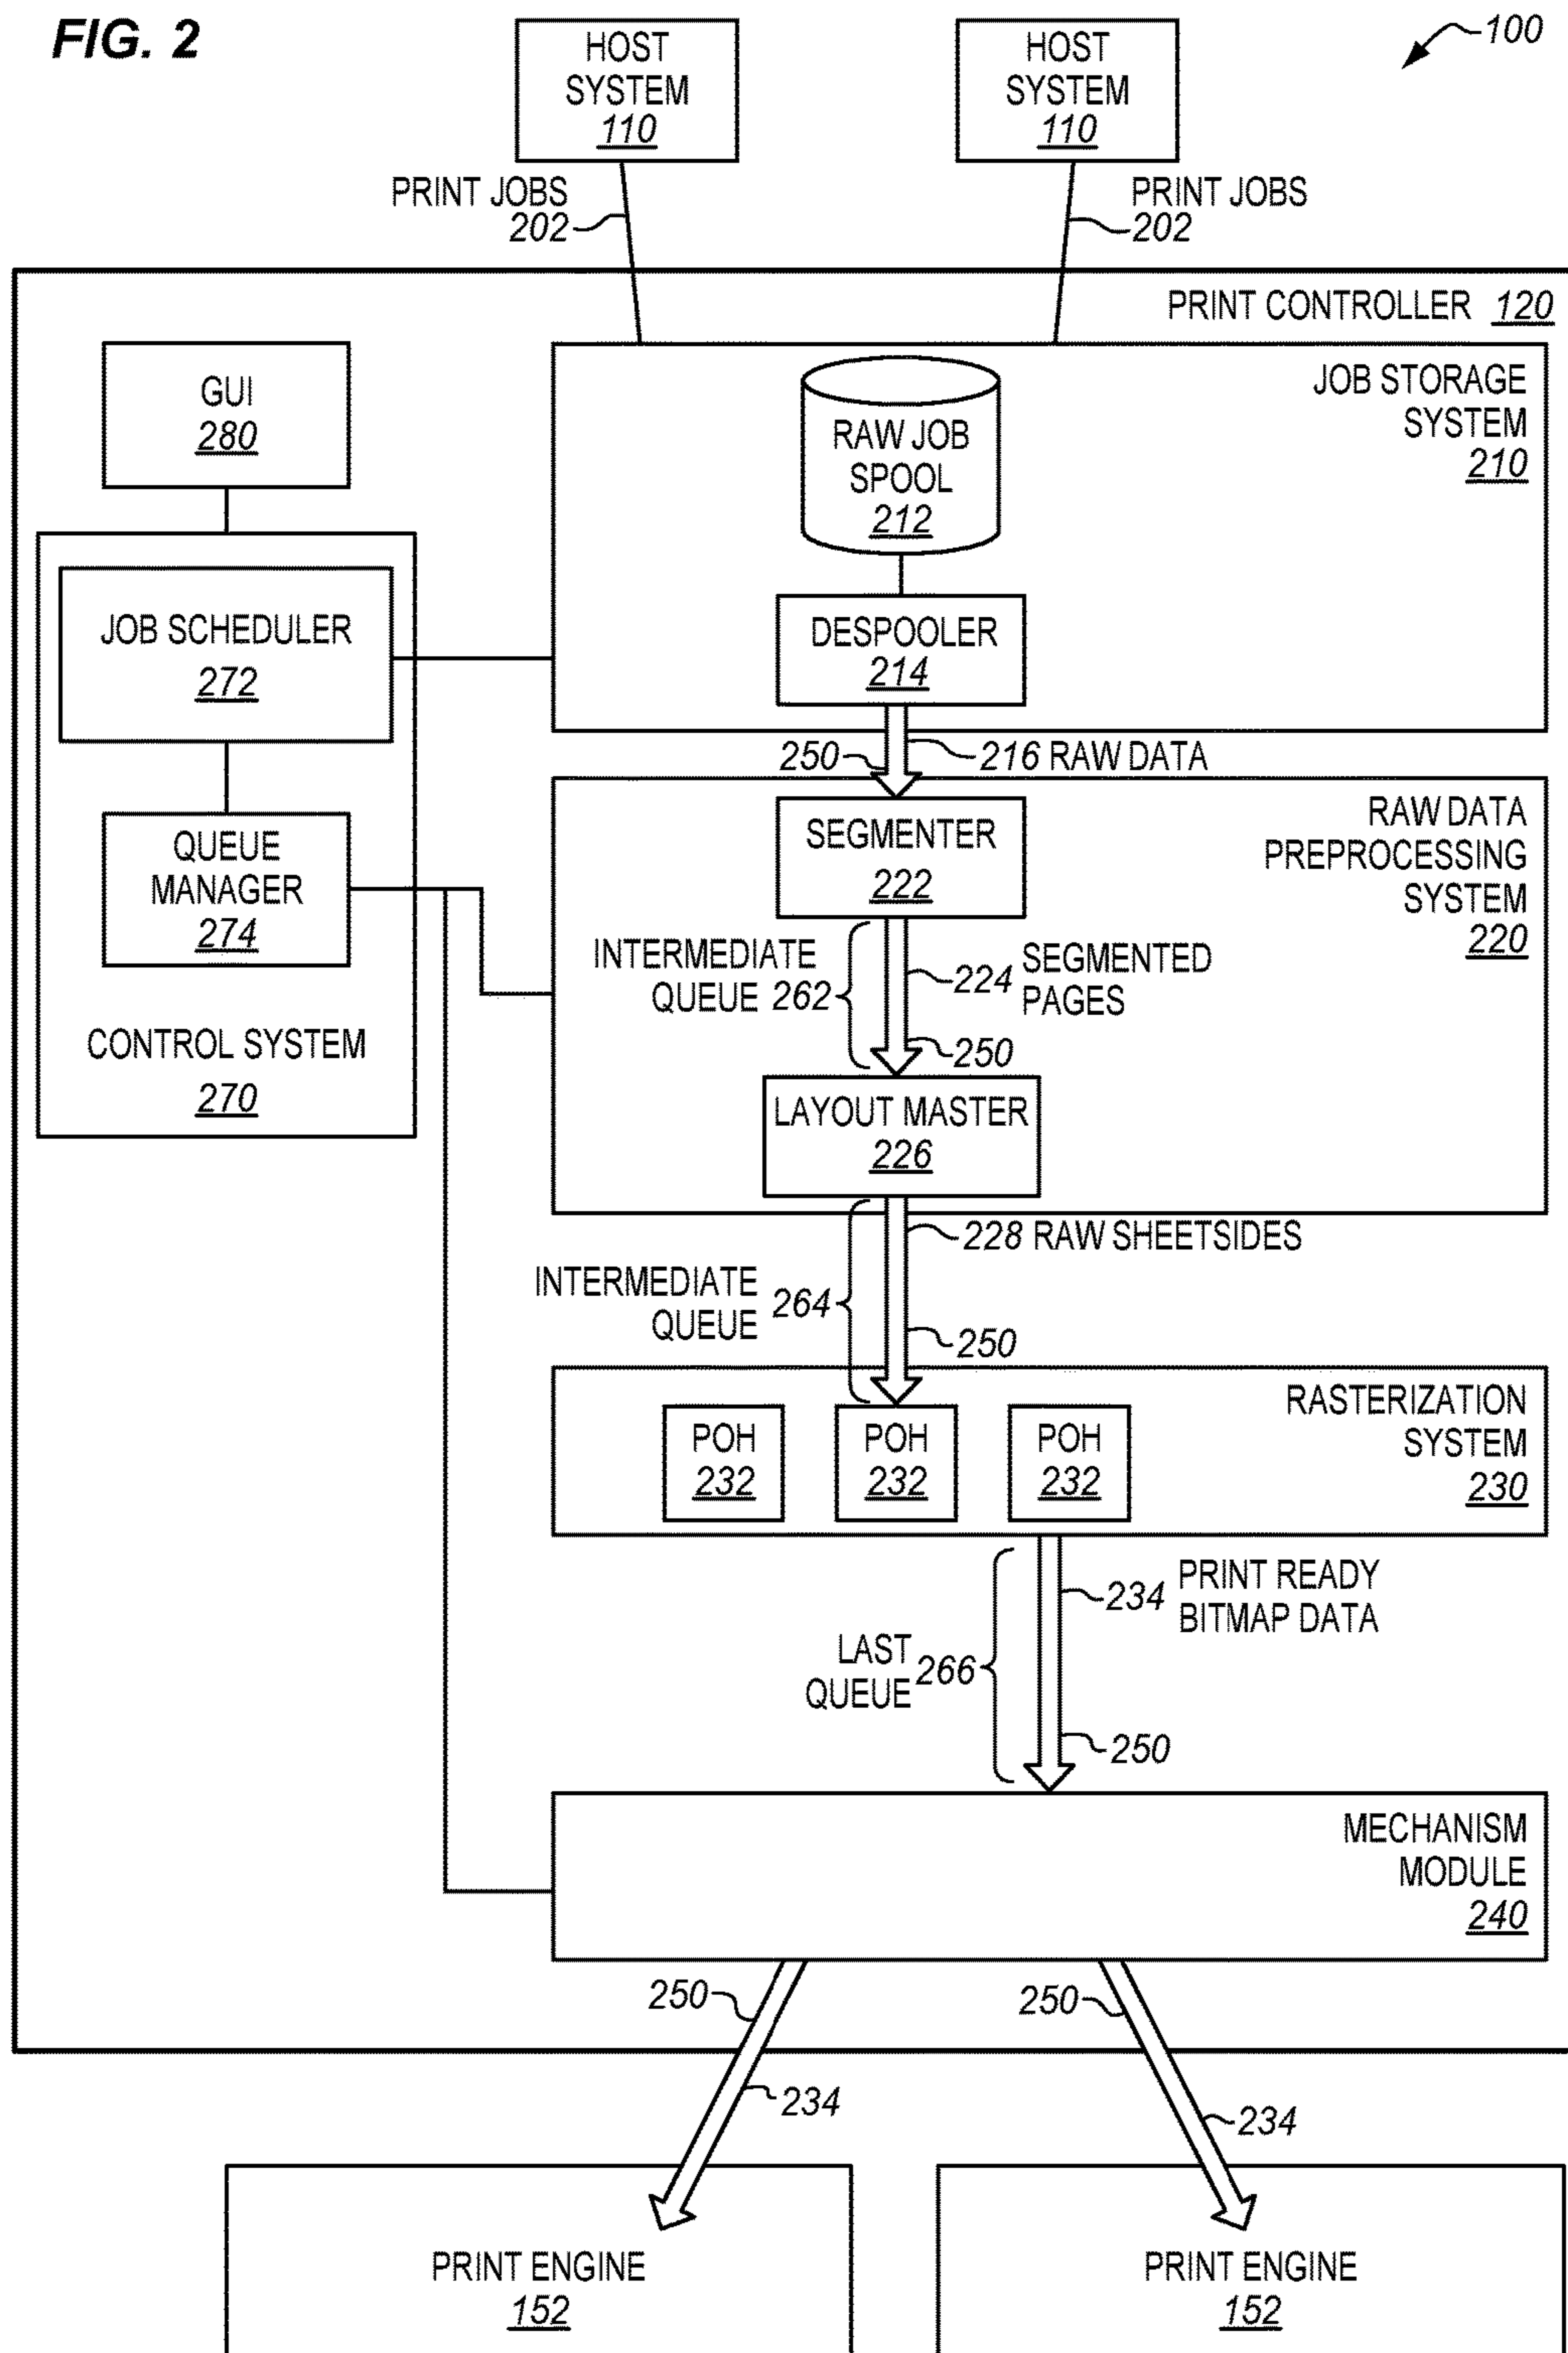 FIG. 2
100
HOST
SYSTEM
110
HOST
SYSTEM
110
PRINT JOBS
202
PRINT JOBS
202
PRINT CONTROLLER 120
GUI
280
JOB STORAGE
SYSTEM
210
RAW JOB
SPOOL
212
JOB SCHEDULER
272
DESPOOLER
214
250
216 RAW DATA
QUEUE
MANAGER
274
CONTROL SYSTEM
270
SEGMENTER
222
RAW DATA
PREPROCESSING
SYSTEM
220
INTERMEDIATE
QUEUE 262
224 SEGMENTED
PAGES
250
LAYOUT MASTER
226
228 RAW SHEETSIDES
INTERMEDIATE
QUEUE
264
250
RASTERIZATION
SYSTEM
230
POH
232
POH
232
POH
232
234 PRINT READY
BITMAP DATA
LAST
QUEUE
266
250
MECHANISM
MODULE
240
250
250
234
234
PRINT ENGINE
152
PRINT ENGINE
152